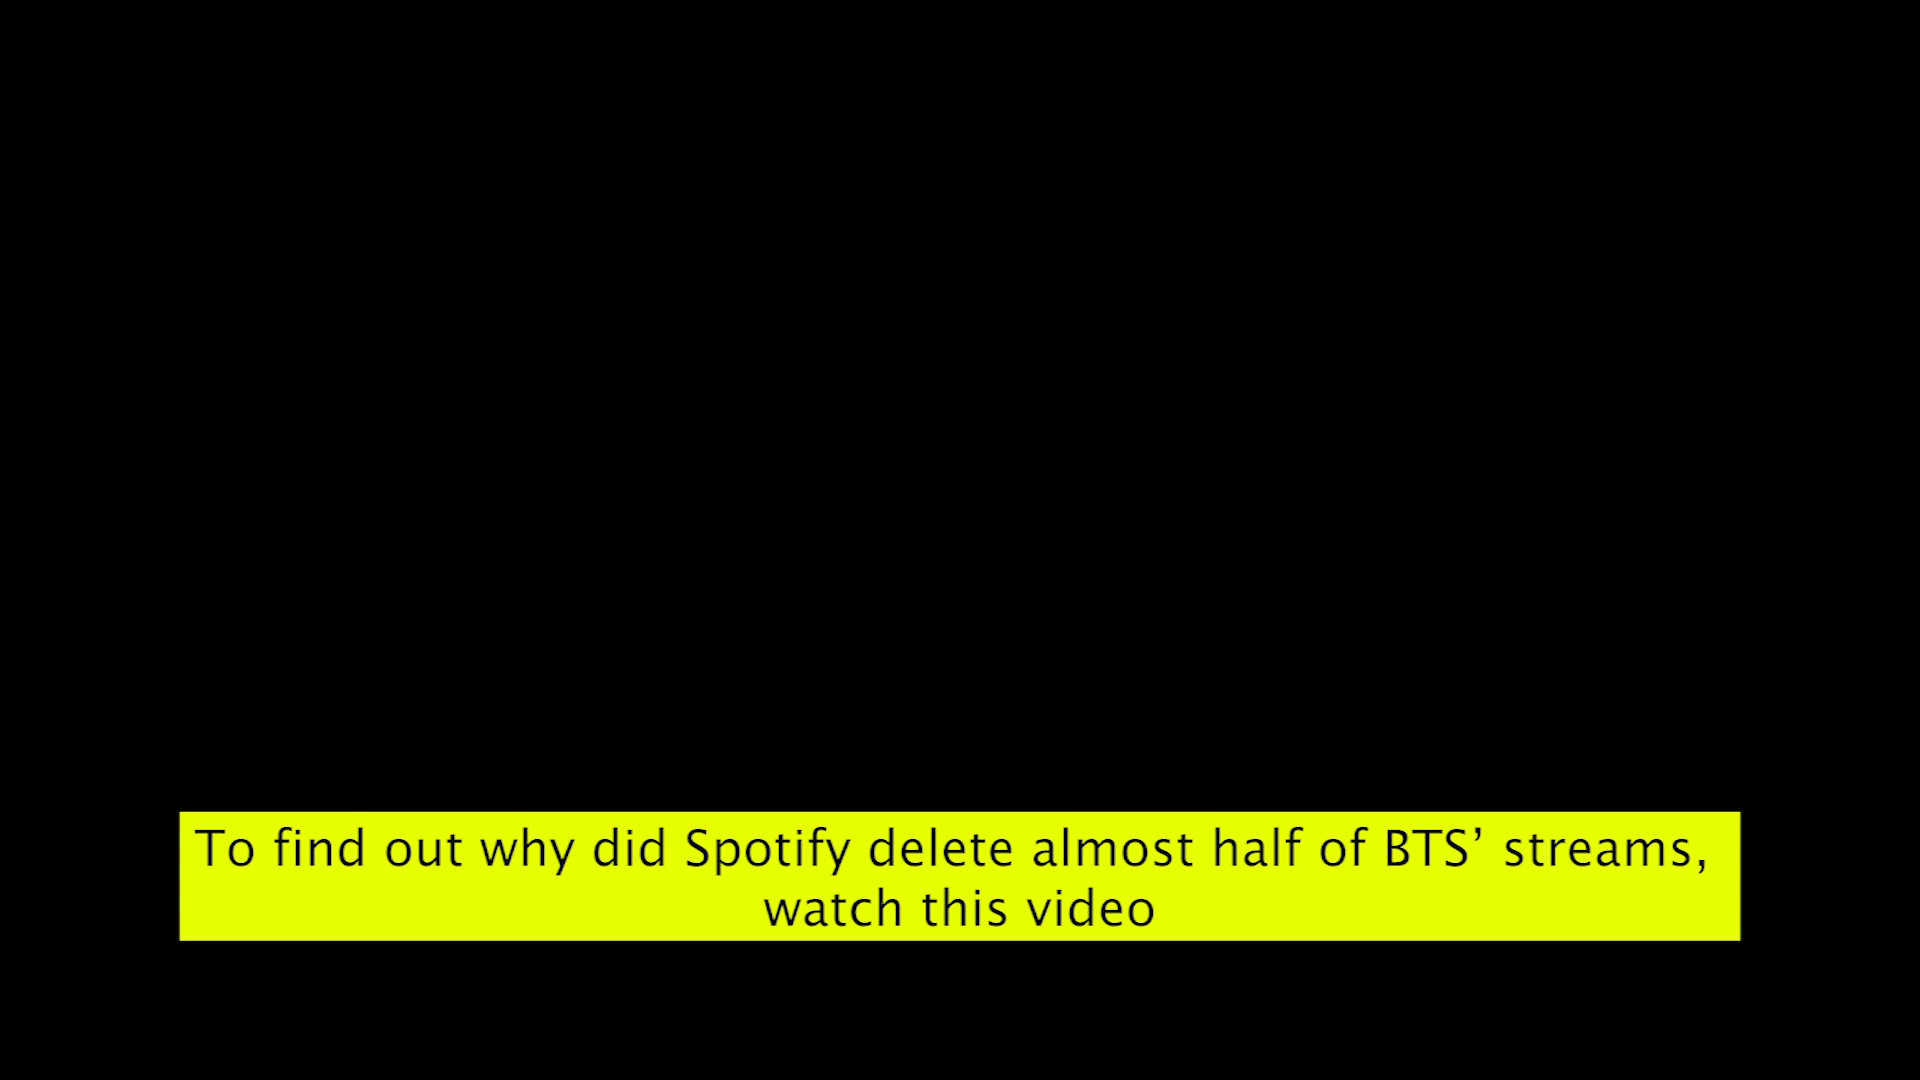 To find out why did Spotify delete almost half of BTS’ streams,
watch this video